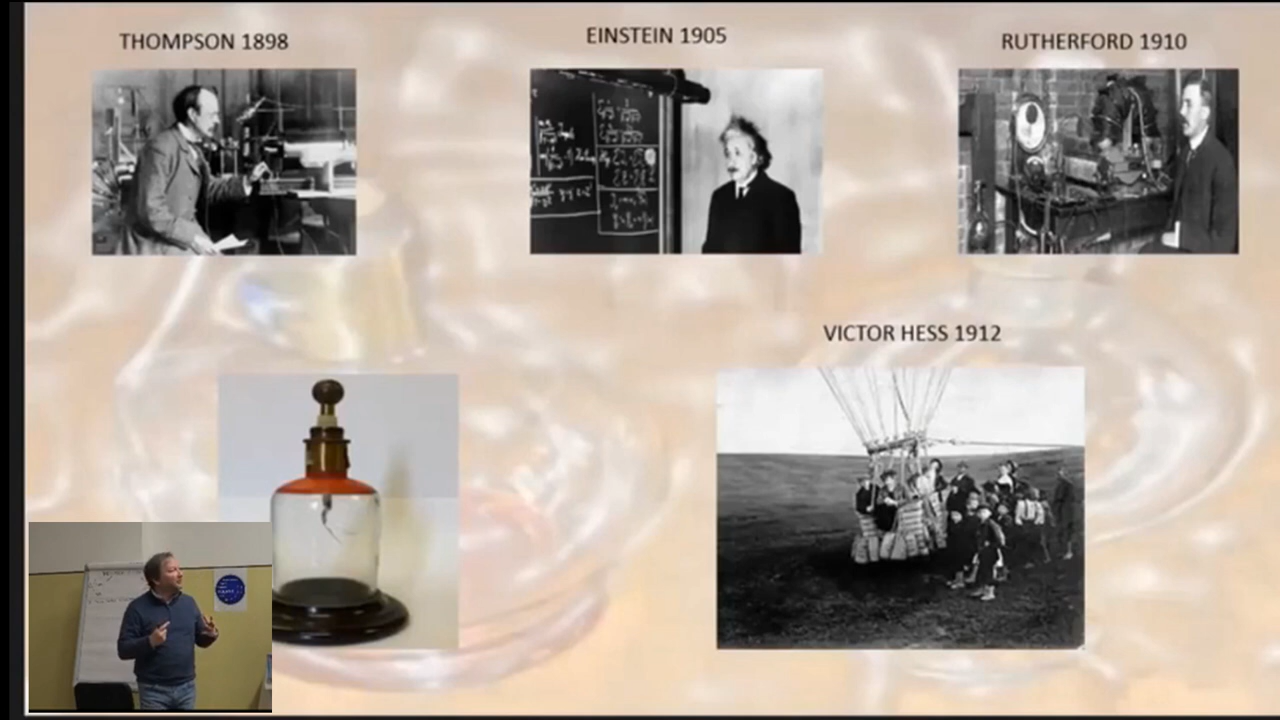 THOMPSON 1898
EINSTEIN 1905
RUTHERFORD 1910
VICTOR HESS 1912